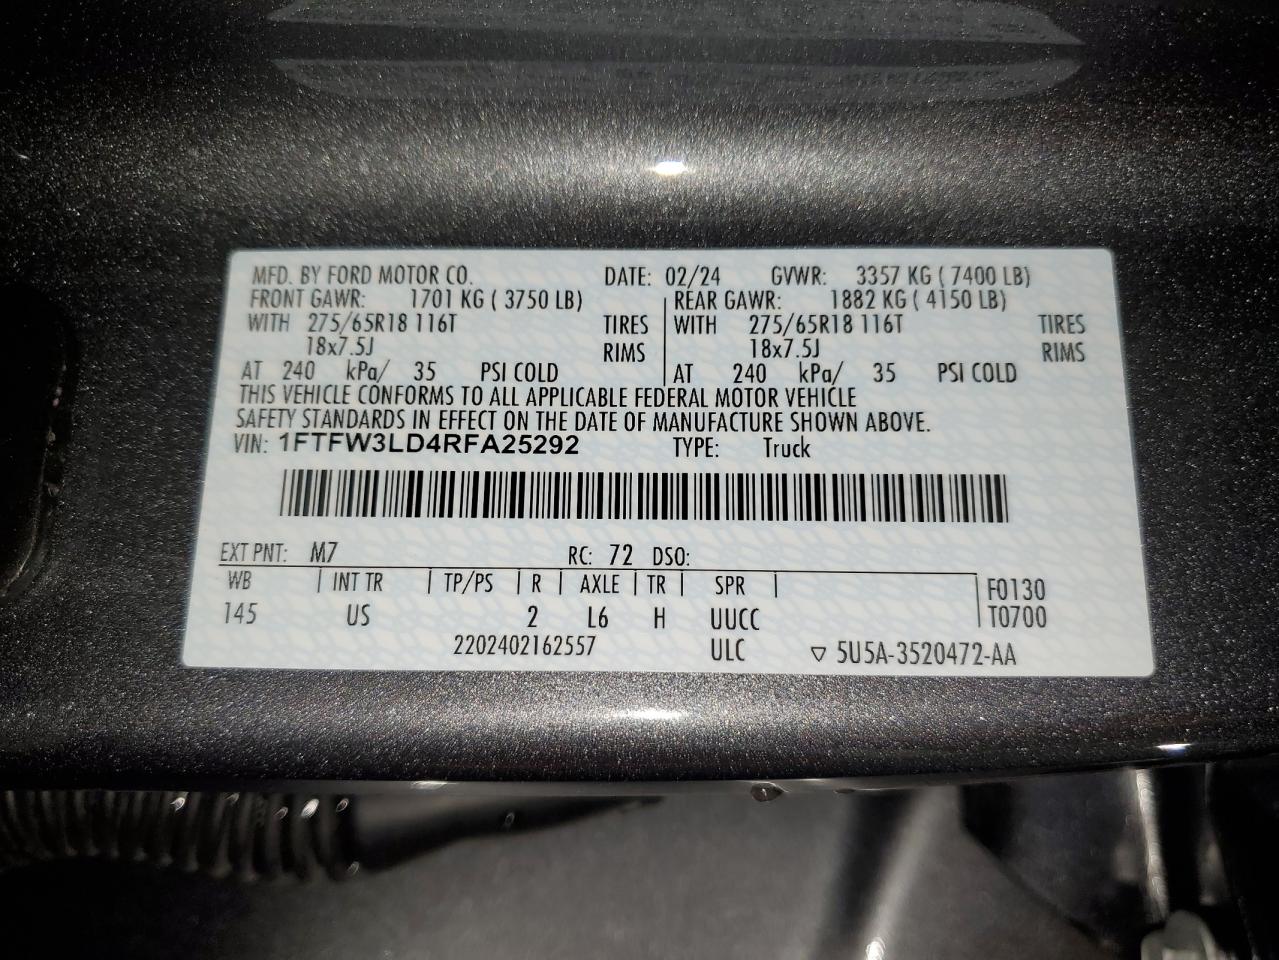 MFD. BY FORD MOTOR CO. DATE: 02/24 GVWR: 3357 KG ( 7400 LB)
FRONT GAWR: 1701 KG ( 3750 LB) REAR GAWR: 1882 KG ( 4150 LB)
WITH 275/65R18 116T TIRES WITH 275/65R18 116T TIRES
18x7.5J RIMS 18x7.5J RIMS
AT 240 kPa/ 35 PSI COLD AT 240 kPa/ 35 PSI COLD
THIS VEHICLE CONFORMS TO ALL APPLICABLE FEDERAL MOTOR VEHICLE
SAFETY STANDARDS IN EFFECT ON THE DATE OF MANUFACTURE SHOWN ABOVE.
VIN: 1FTFW3LD4RFA25292 TYPE: Truck
EXT PNT: M7 RC: 72 DSO:
WB INT TR TP/PS R AXLE TR SPR F0130
145 US 2 L6 H UUCC T0700
2202402162557 ULC ▽ 5U5A-3520472-AA